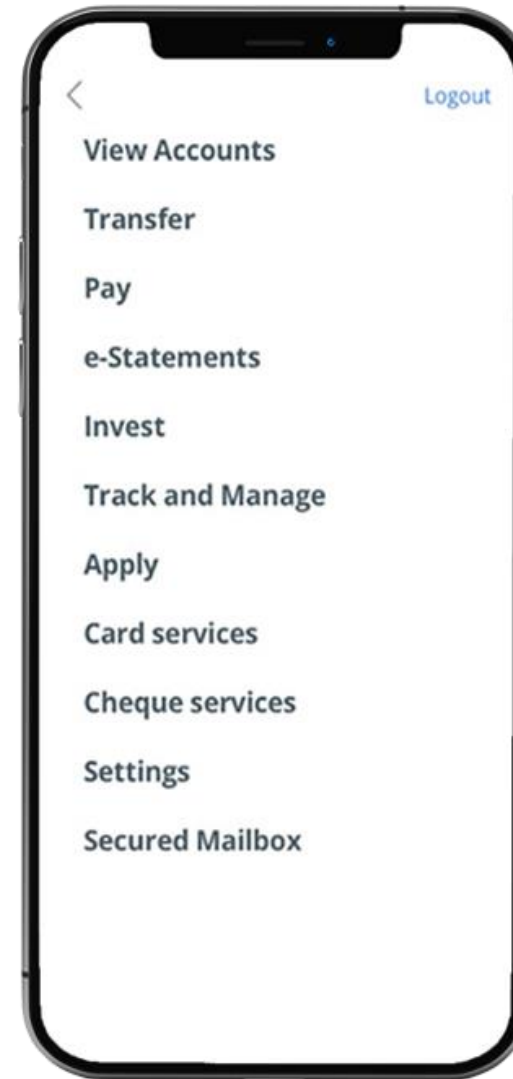 Logout
View Accounts
Transfer
Pay
e-Statements
Invest
Track and Manage
Apply
Card services
Cheque services
Settings
Secured Mailbox